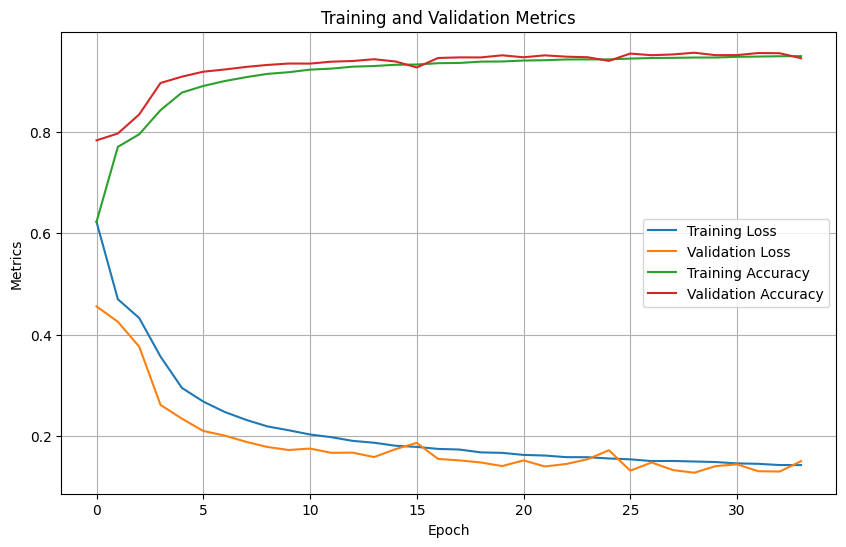 Training and Validation Metrics
Metrics
0.8
0.6
0.4
0.2
Training Loss
Validation Loss
Training Accuracy
Validation Accuracy
0
5
10
15
20
25
30
Epoch